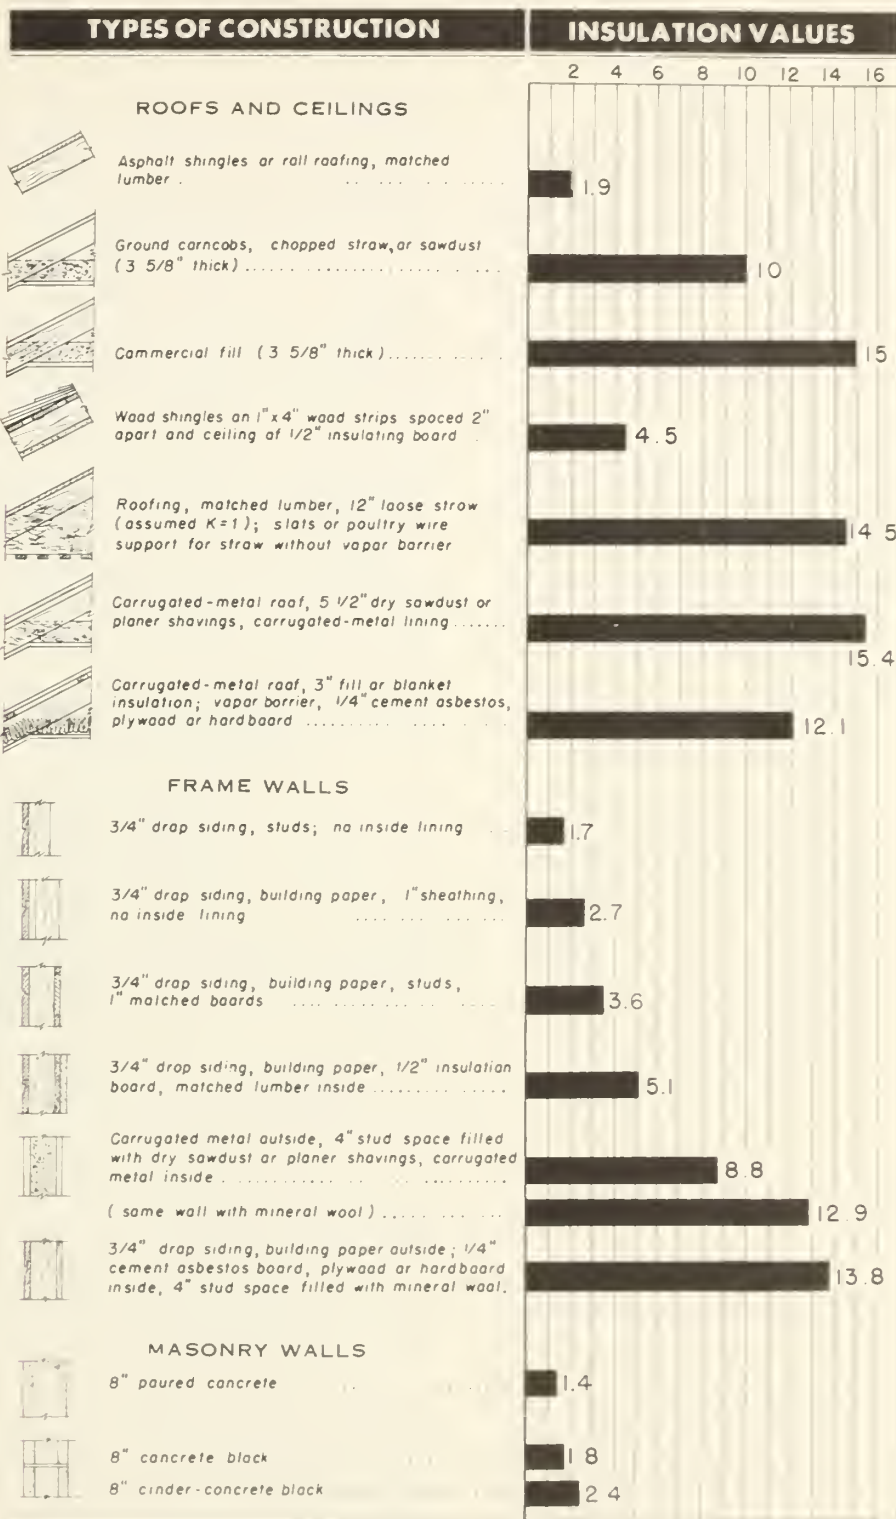 TYPES OF CONSTRUCTION
INSULATION VALUES
2 4 6 8 10 12 14 16
ROOFS AND CEILINGS
Asphalt shingles or roll roofing, matched
lumber . . . . . . . . . . . . 1.9
Ground corncobs, chopped straw, or sawdust
(3 5/8" thick) . . . . . . . . . . . . 10
Commercial fill (3 5/8" thick) . . . . . . . . . . . . 15
Wood shingles on 1"x4" wood strips spaced 2"
apart and ceiling of 1/2" insulating board . 4.5
Roofing, matched lumber, 12" loose straw
(assumed K=1); slats or poultry wire
support for straw without vapor barrier 14 5
Corrugated-metal roof, 5 1/2" dry sawdust or
planer shavings, corrugated-metal lining . . . . . . . 15.4
Corrugated-metal roof, 3" fill or blanket
insulation; vapor barrier, 1/4" cement asbestos,
plywood or hardboard . . . . . . . . . . . . 12.1
FRAME WALLS
3/4" drop siding, studs; no inside lining . . 1.7
3/4" drop siding, building paper, 1" sheathing,
no inside lining . . . . . . . . . . . . 2.7
3/4" drop siding, building paper, studs,
1" matched boards . . . . . . . . . . . . 3.6
3/4" drop siding, building paper, 1/2" insulation
board, matched lumber inside . . . . . . . . . . . . 5.1
Corrugated metal outside, 4" stud space filled
with dry sawdust or planer shavings, corrugated
metal inside . . . . . . . . . . . . 8.8
(same wall with mineral wool) . . . . . . . . . . . . 12 9
3/4" drop siding, building paper outside; 1/4"
cement asbestos board, plywood or hardboard
inside, 4" stud space filled with mineral wool. 13.8
MASONRY WALLS
8" poured concrete 1.4
8" concrete block 1 8
8" cinder-concrete block 2 4